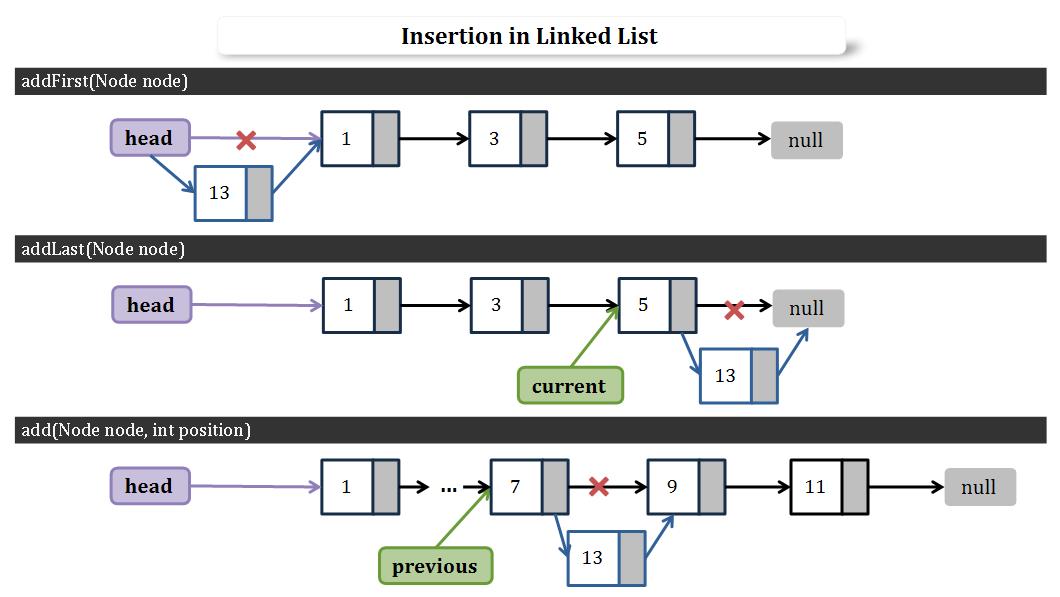 Insertion in Linked List
addFirst(Node node)
head
1
3
5
null
13
addLast(Node node)
head
1
3
5
null
current
13
add(Node node, int position)
head
1
...
7
9
11
null
previous
13